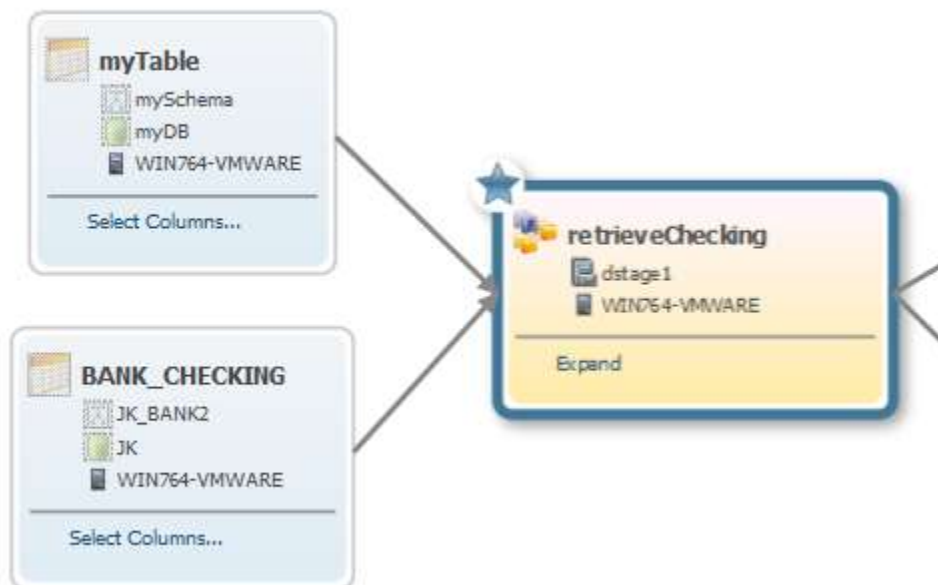 myTable
mySchema
myDB
WIN764-VMWARE
Select Columns...
BANK_CHECKING
JK_BANK2
JK
WIN764-VMWARE
Select Columns...
retrieveChecking
dstage1
WIN764-VMWARE
Expand